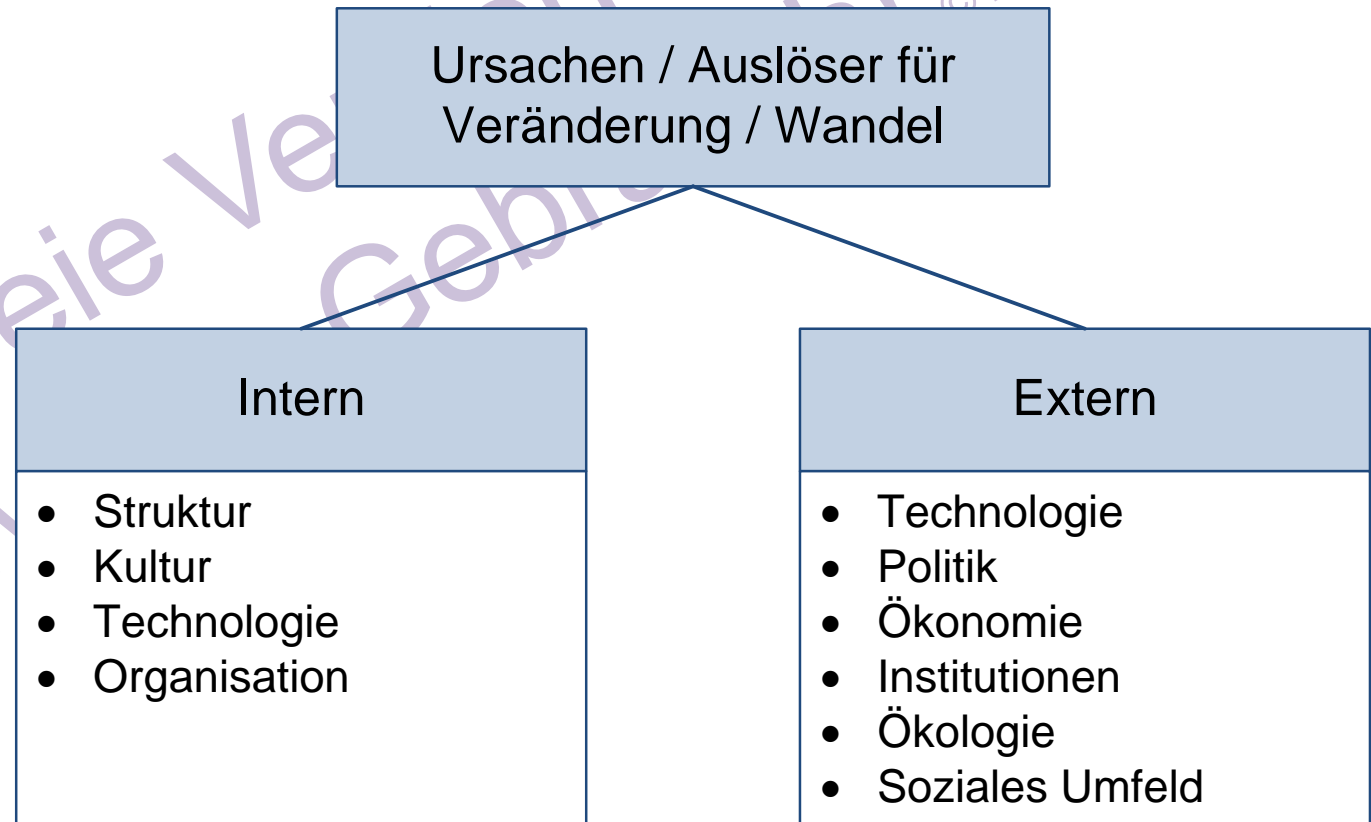 Ursachen / Auslöser für
Veränderung / Wandel
Intern
• Struktur
• Kultur
• Technologie
• Organisation
Extern
• Technologie
• Politik
• Ökonomie
• Institutionen
• Ökologie
• Soziales Umfeld